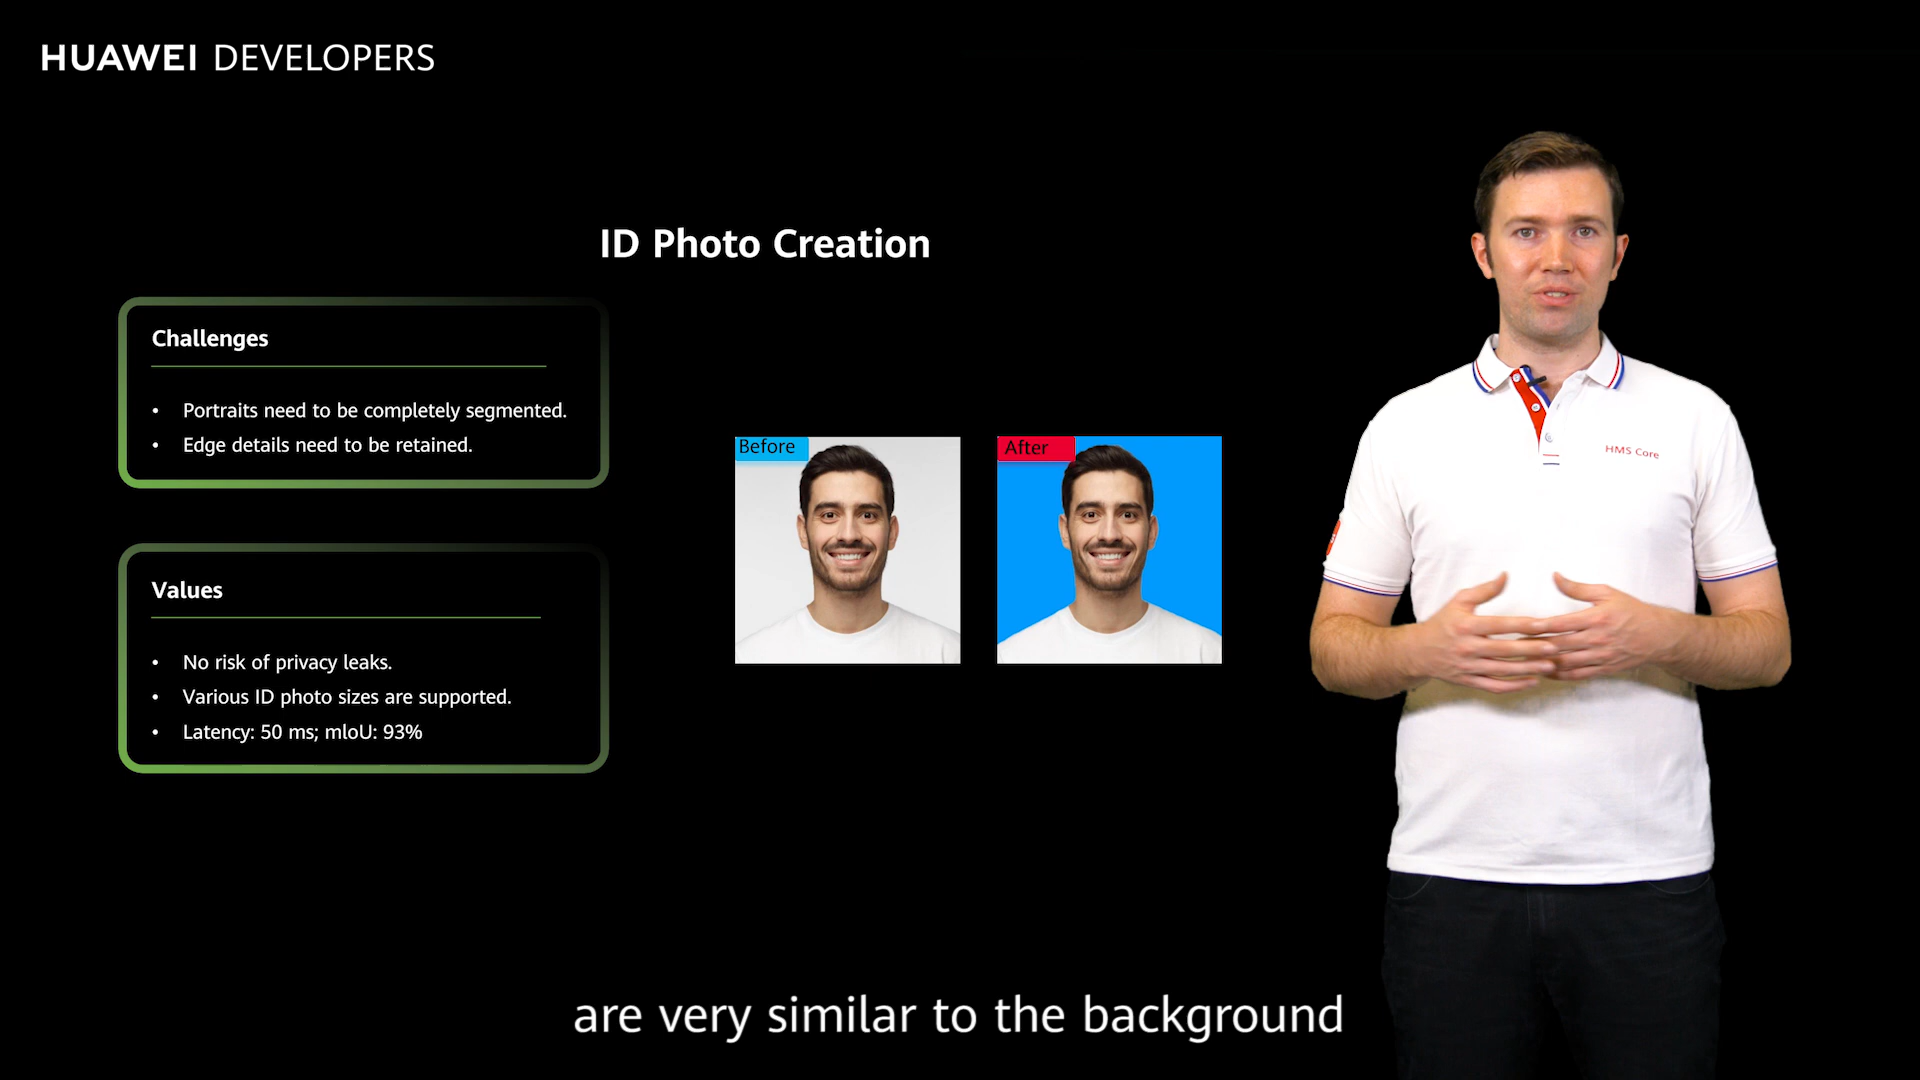 HUAWEI DEVELOPERS
ID Photo Creation
Challenges
• Portraits need to be completely segmented.
• Edge details need to be retained.
Before
After
HMS Core
Values
• No risk of privacy leaks.
• Various ID photo sizes are supported.
• Latency: 50 ms; mloU: 93%
are very similar to the background